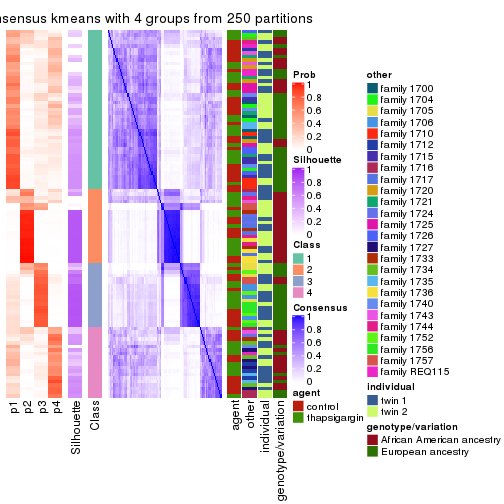 nsensus kmeans with 4 groups from 250 partitions
Prob
1
0.8
0.6
0.4
0.2
0
Silhouette
1
0.8
0.6
0.4
0.2
0
Class
1
2
3
4
Consensus
1
0.8
0.6
0.4
0.2
0
agent
control
thapsigargin
other
family 1700
family 1704
family 1705
family 1706
family 1710
family 1712
family 1715
family 1716
family 1717
family 1720
family 1721
family 1724
family 1725
family 1726
family 1727
family 1733
family 1734
family 1735
family 1736
family 1740
family 1743
family 1744
family 1752
family 1756
family 1757
family REQ115
individual
twin 1
twin 2
genotype/variation
African American ancestry
European ancestry
p1
p2
p3
p4
Silhouette
Class
agent
other
individual
genotype/variation